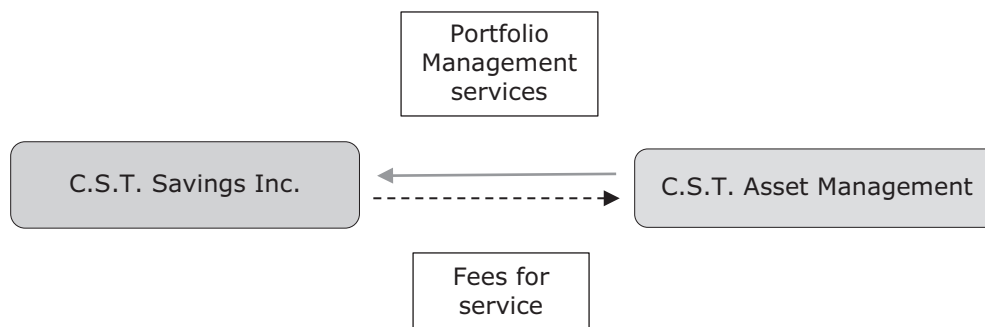 Portfolio
Management
services
C.S.T. Savings Inc.
C.S.T. Asset Management
Fees for
service